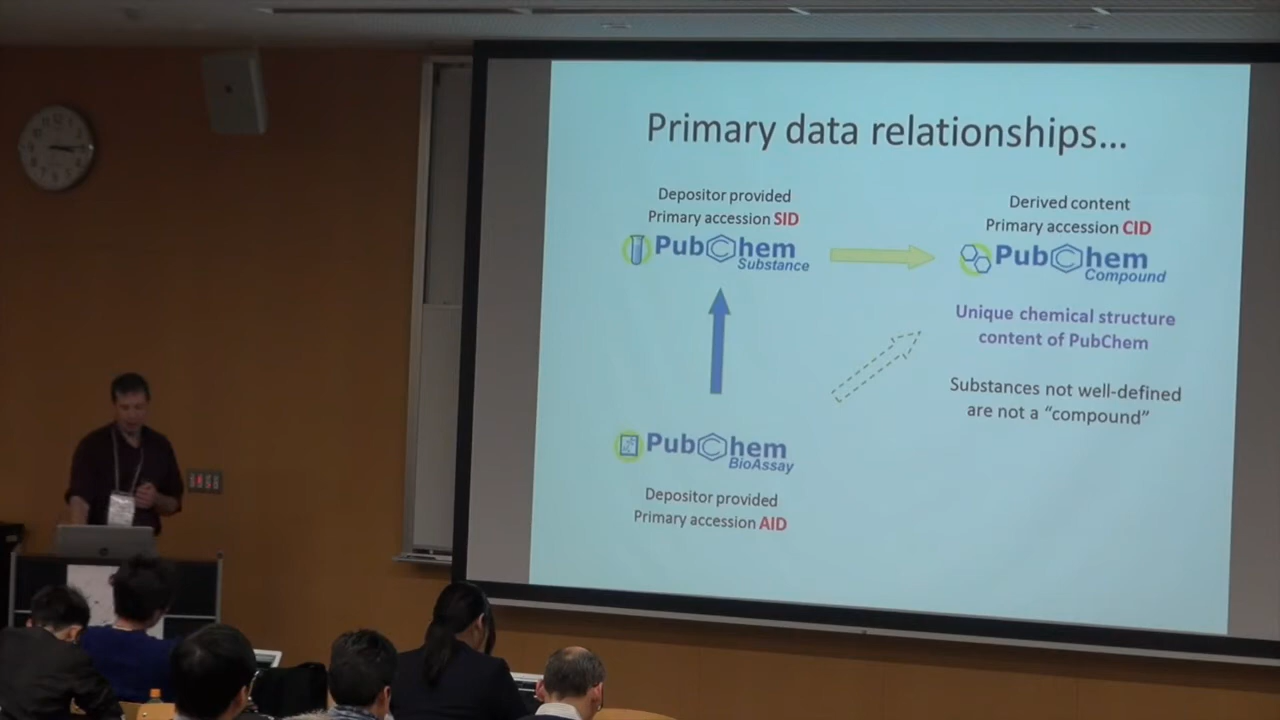 Primary data relationships...
Depositor provided
Primary accession SID
PubChem
Substance
Derived content
Primary accession CID
PubChem
Compound
Unique chemical structure
content of PubChem
Substances not well-defined
are not a “compound”
PubChem
BioAssay
Depositor provided
Primary accession AID